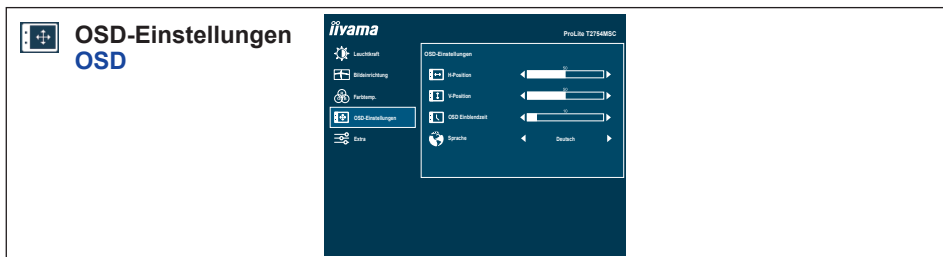 OSD-Einstellungen
OSD
iiyama
ProLite T2754MSC
Leuchtkraft
Bildeinrichtung
Farbtemp.
OSD-Einstellungen
Extra
OSD-Einstellungen
H-Position
50
V-Position
50
OSD Einblendzeit
10
Sprache
Deutsch